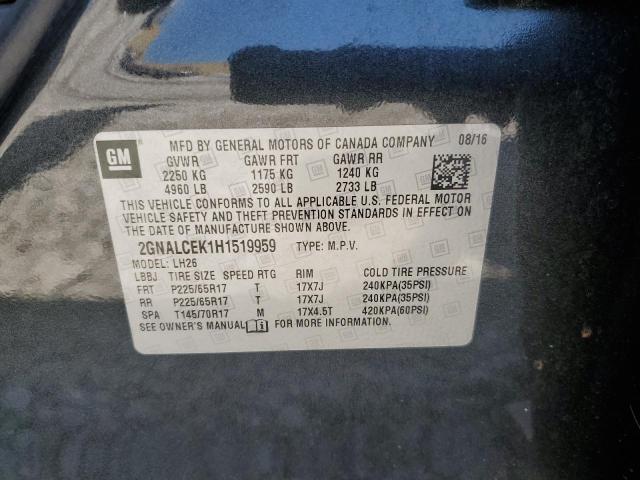 GM
MFD BY GENERAL MOTORS OF CANADA COMPANY 08/16
GVWR GAWR FRT GAWR RR
2250 KG 1175 KG 1240 KG
4960 LB 2590 LB 2733 LB
THIS VEHICLE CONFORMS TO ALL APPLICABLE U.S. FEDERAL MOTOR
VEHICLE SAFETY AND THEFT PREVENTION STANDARDS IN EFFECT ON
THE DATE OF MANUFACTURE SHOWN ABOVE.
2GNALCEK1H1519959 TYPE: M.P.V.
MODEL: LH26
LBBJ TIRE SIZE SPEED RTG RIM COLD TIRE PRESSURE
FRT P225/65R17 T 17X7J 240KPA(35PSI)
RR P225/65R17 T 17X7J 240KPA(35PSI)
SPA T145/70R17 M 17X4.5T 420KPA(60PSI)
SEE OWNER'S MANUAL FOR MORE INFORMATION.